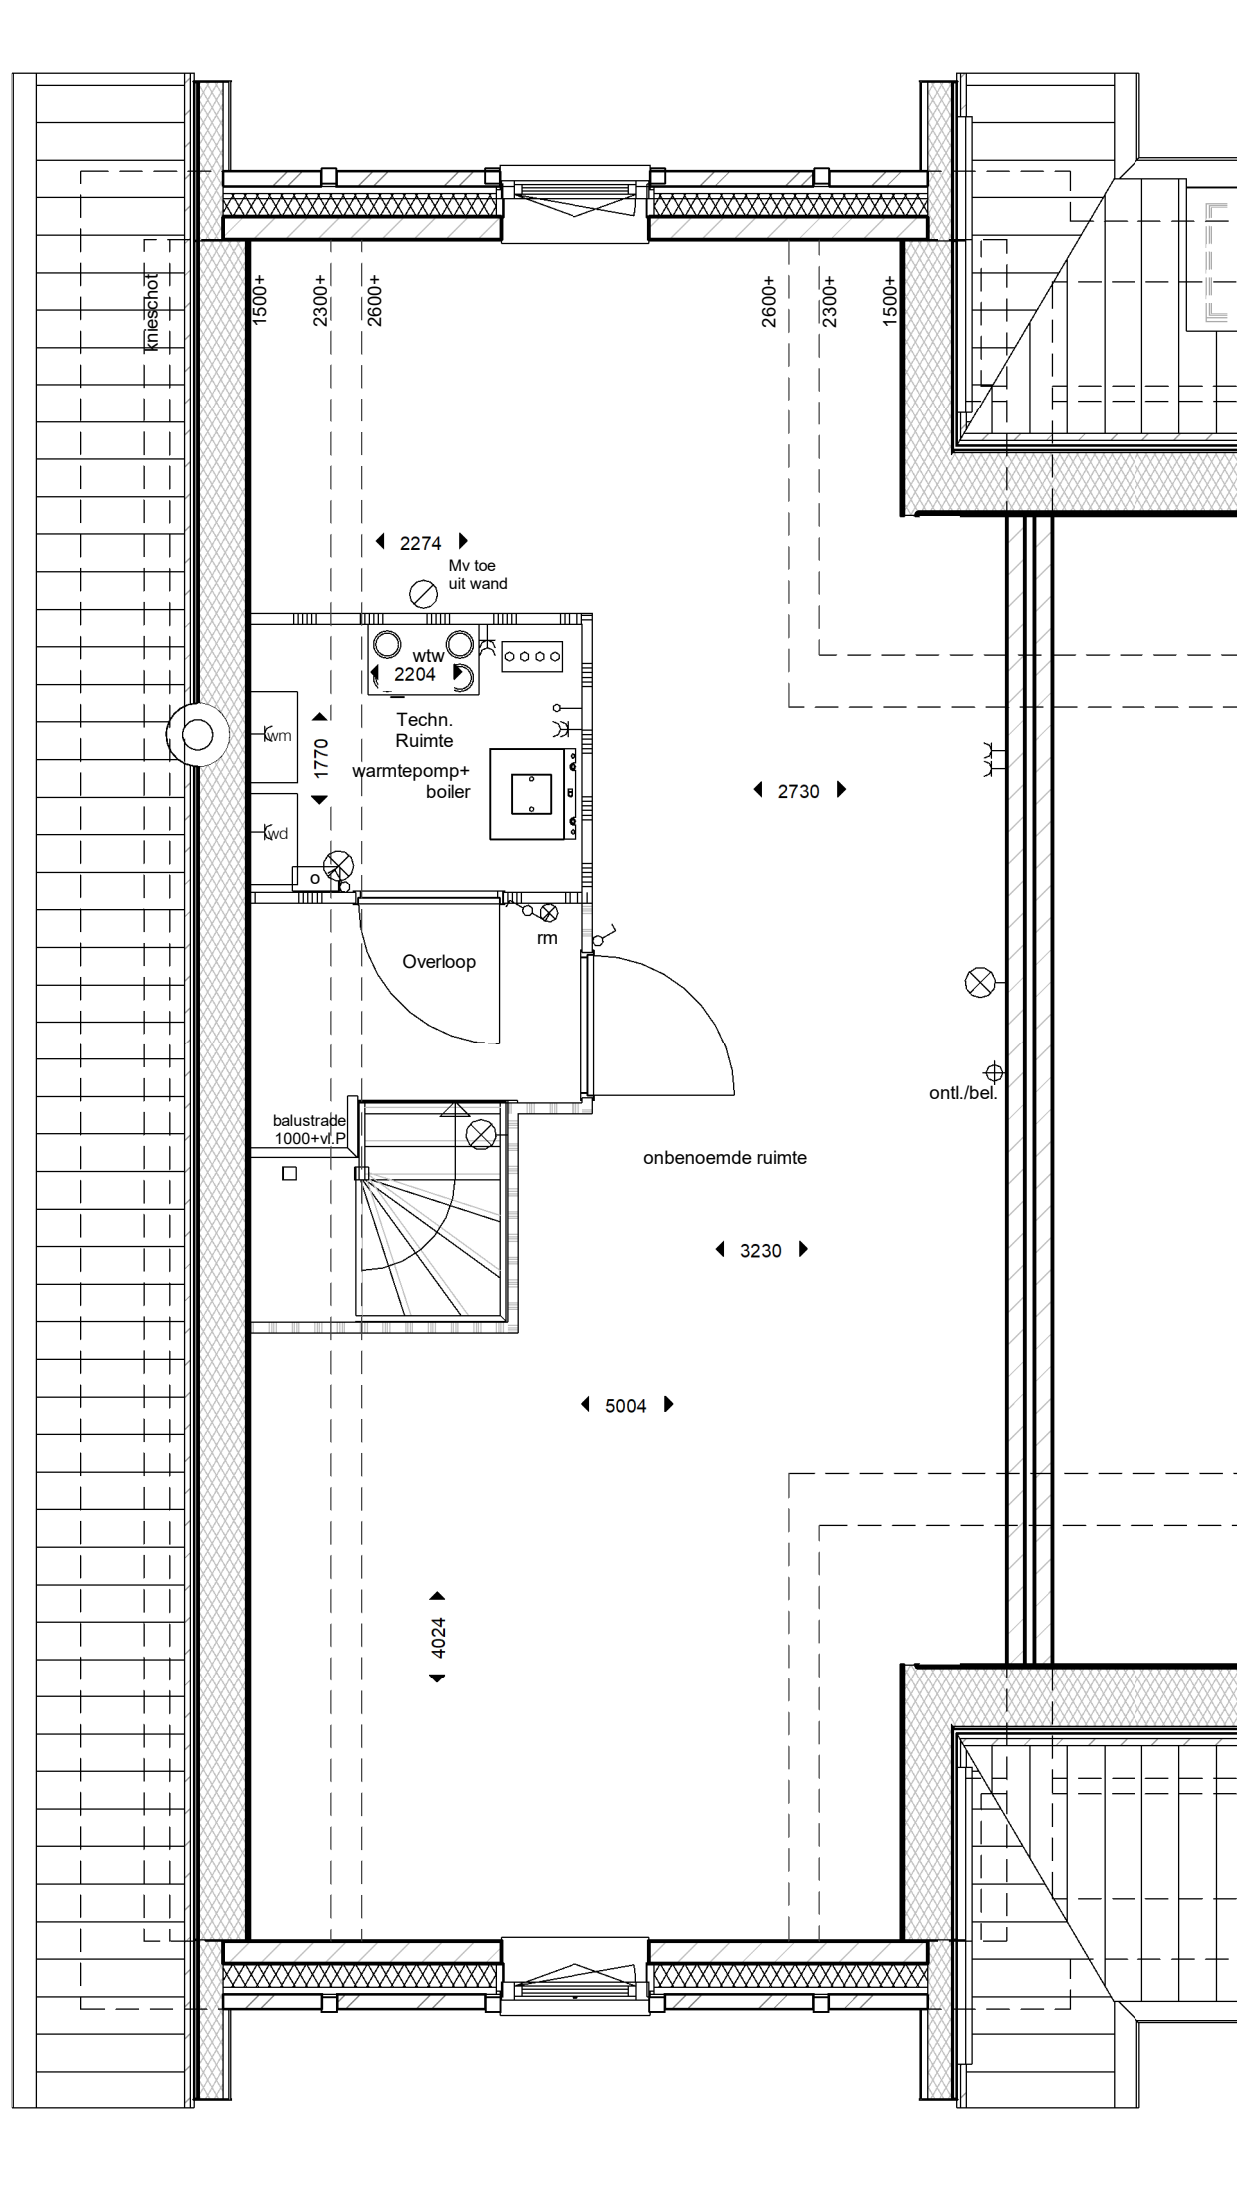 knieschot
1500+
2300+
2600+
2600+
2300+
1500+
2274
Mv toe
uit wand
wtw
2204
Techn.
Ruimte
wm
1770
warmtepomp+
boiler
2730
wd
o
rm
Overloop
ontl./bel.
balustrade
1000+vl.P
onbenoemde ruimte
3230
5004
4024